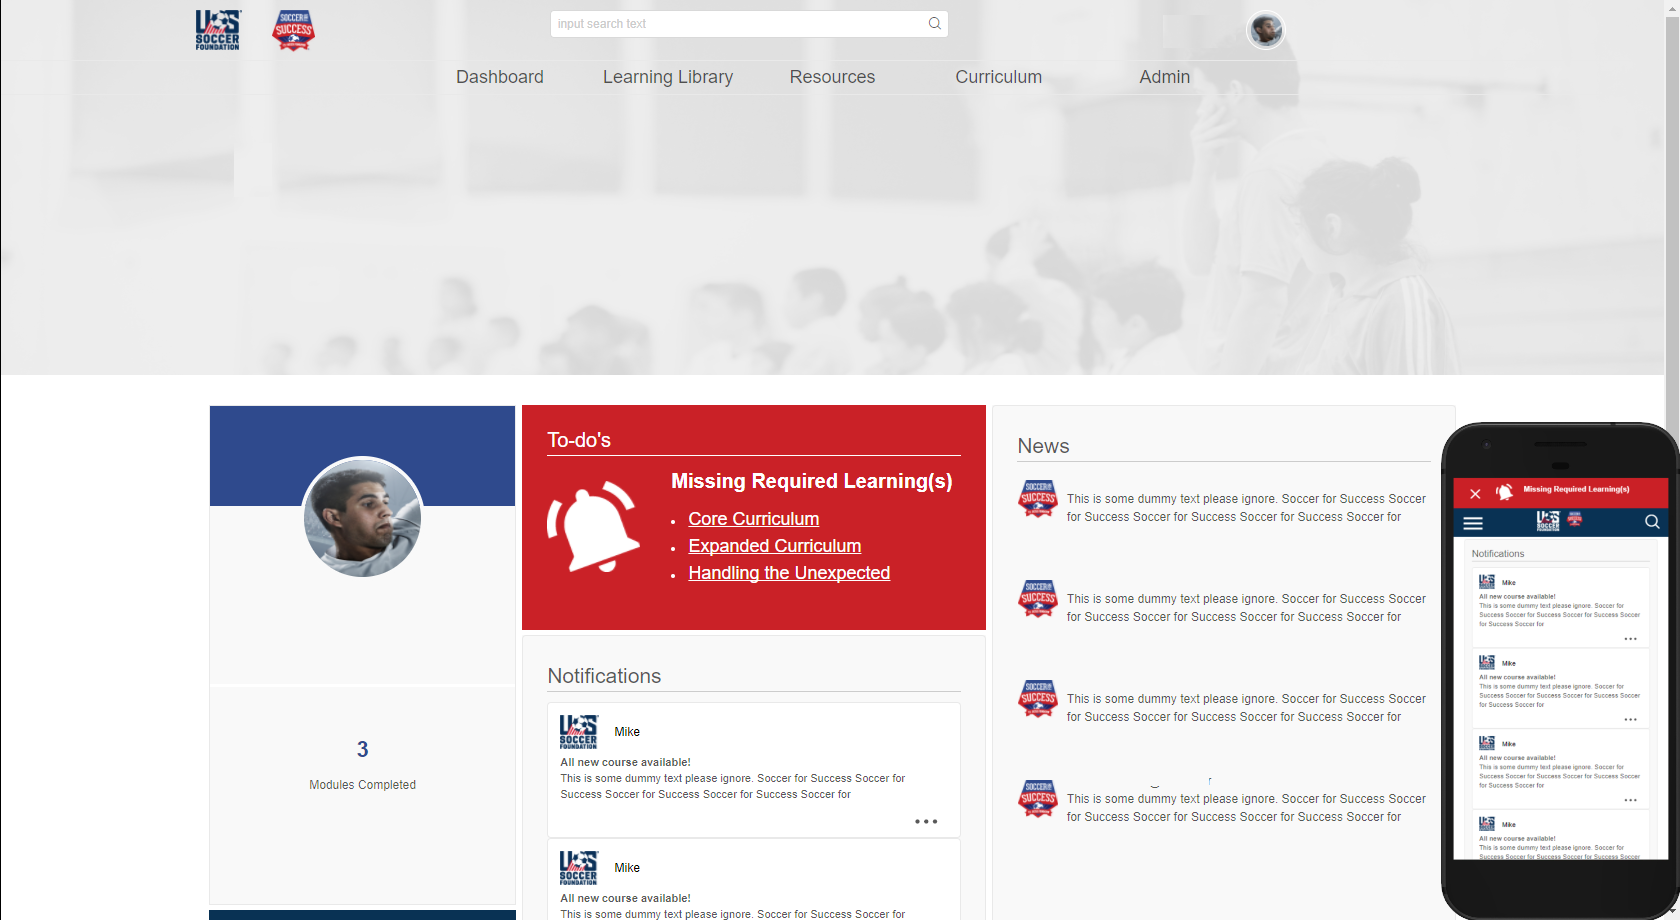 US
SOCCER
FOUNDATION
SOCCER
SUCCESS
input search text
Dashboard
Learning Library
Resources
Curriculum
Admin
To-do's
Missing Required Learning(s)
Core Curriculum
Expanded Curriculum
Handling the Unexpected
3
Modules Completed
Notifications
US
SOCCER
FOUNDATION
Mike
All new course available!
This is some dummy text please ignore. Soccer for Success Soccer for
Success Soccer for Success Soccer for Success Soccer for
US
SOCCER
FOUNDATION
Mike
All new course available!
This is some dummy text please ignore. Soccer for Success Soccer for
News
SOCCER
SUCCESS
This is some dummy text please ignore. Soccer for Success Soccer
for Success Soccer for Success Soccer for Success Soccer for
SOCCER
SUCCESS
This is some dummy text please ignore. Soccer for Success Soccer
for Success Soccer for Success Soccer for Success Soccer for
SOCCER
SUCCESS
This is some dummy text please ignore. Soccer for Success Soccer
for Success Soccer for Success Soccer for Success Soccer for
SOCCER
SUCCESS
This is some dummy text please ignore. Soccer for Success Soccer
for Success Soccer for Success Soccer for Success Soccer for
Missing Required Learning(s)
Notifications
Mike
All new course available!
This is some dummy text please ignore. Soccer for
Success Soccer for Success Soccer for Success Soccer
for Success Soccer for
Mike
All new course available!
This is some dummy text please ignore. Soccer for
Success Soccer for Success Soccer for Success Soccer
for Success Soccer for
Mike
All new course available!
This is some dummy text please ignore. Soccer for
Success Soccer for Success Soccer for Success Soccer
for Success Soccer for
Mike
All new course available!
This is some dummy text please ignore. Soccer for
Success Soccer for Success Soccer for Success Soccer